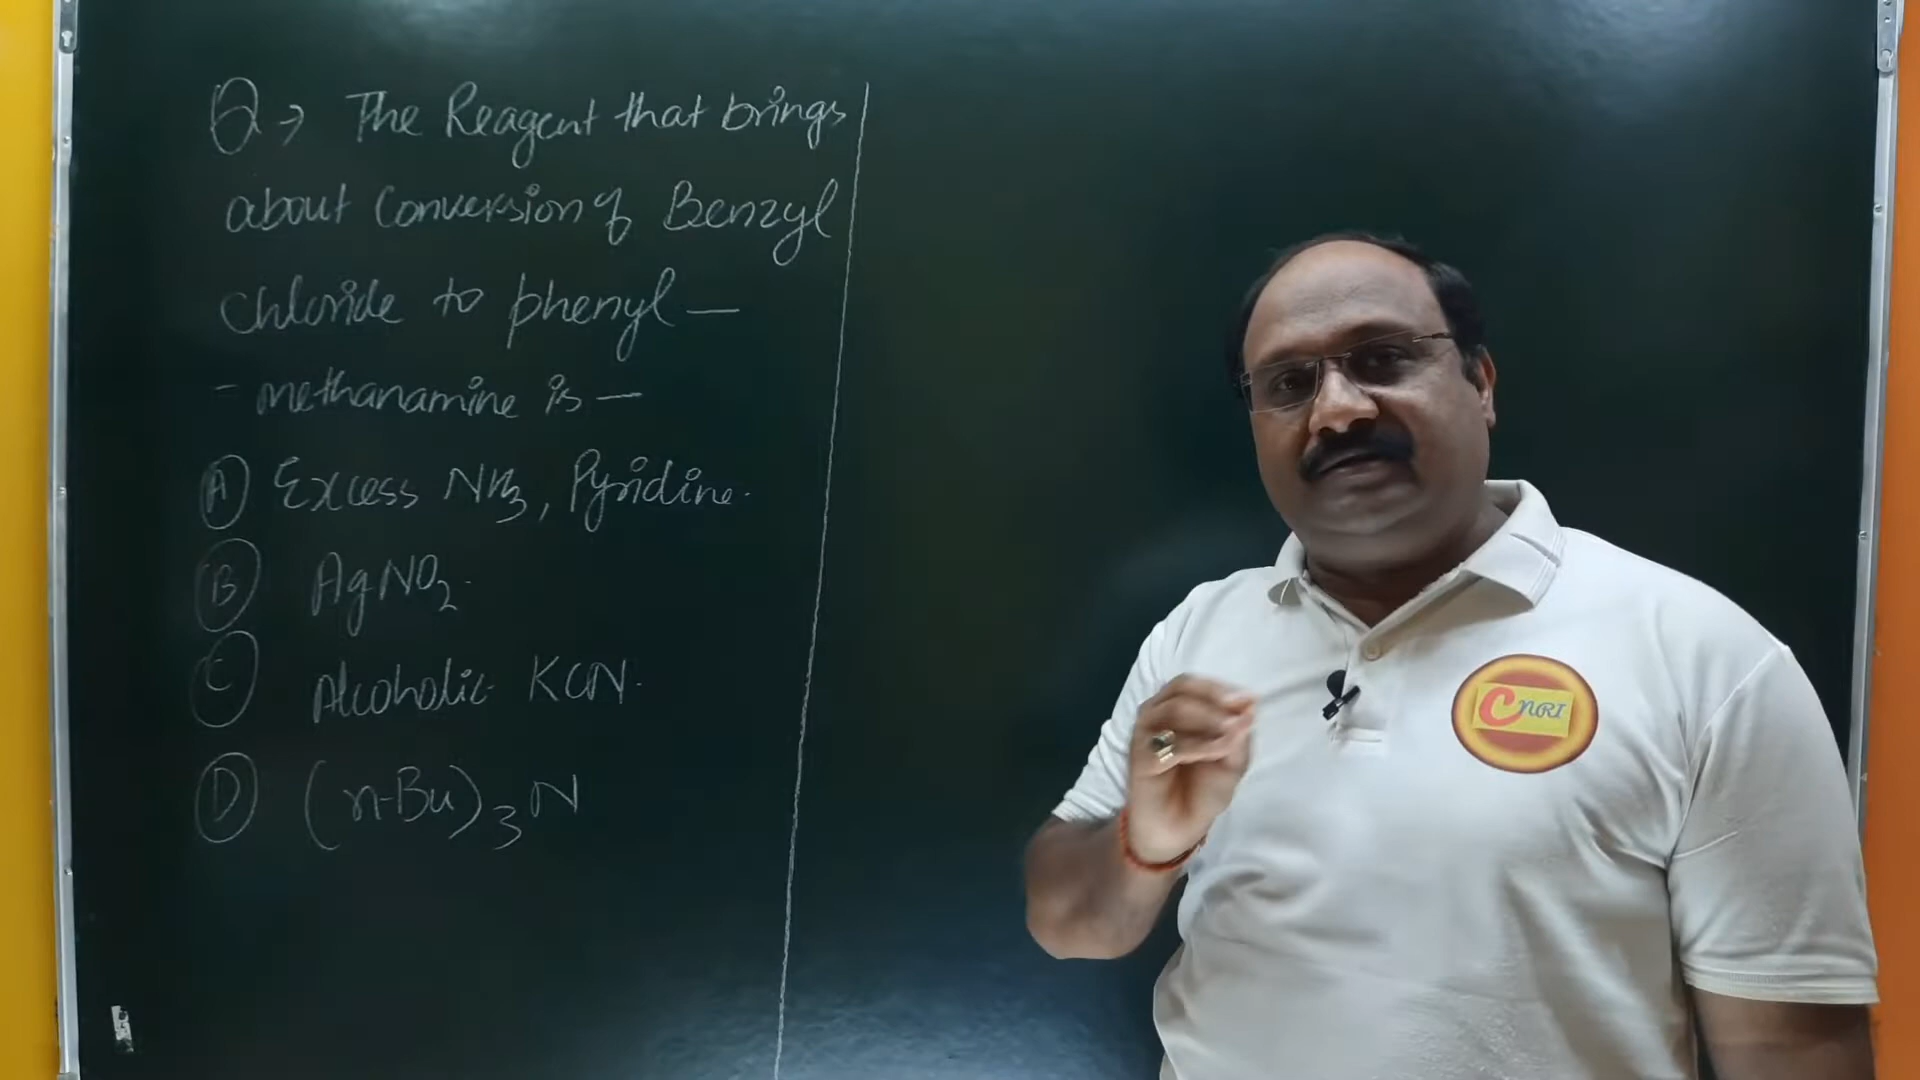 Q → The Reagent that brings
about Conversion of Benzyl
Chloride to phenyl —
- methanamine is —
(A) Excess NH3, Pyridine.
(B) AgNO2.
(C) Alcoholic KCN.
(D) (n-Bu)3N
CNRI